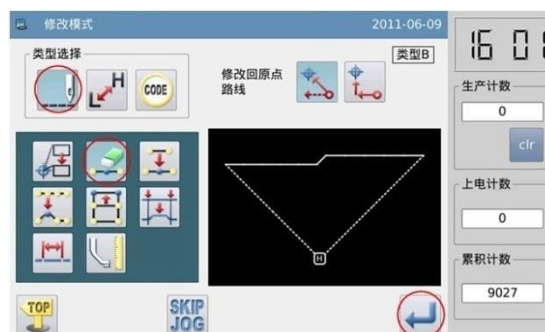 修改模式
2011-06-09
类型选择
H
L
CODE
修改回原点
路线
类型B
H
TOP
SKIP
JOG
生产计数
0
clr
上电计数
0
累积计数
9027